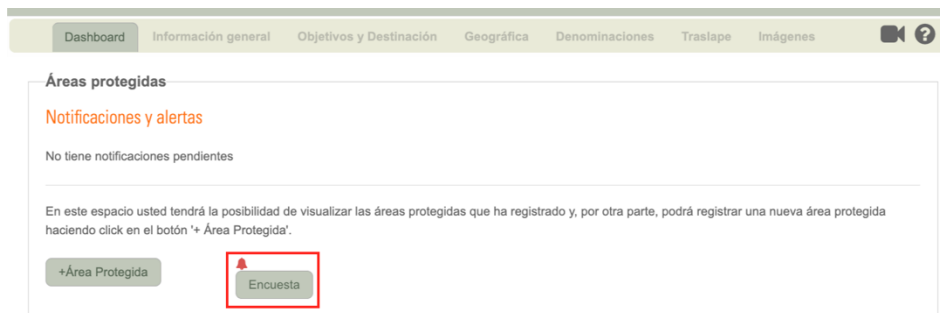 Dashboard Información general Objetivos y Destinación Geográfica Denominaciones Traslape Imágenes
Áreas protegidas
Notificaciones y alertas
No tiene notificaciones pendientes
En este espacio usted tendrá la posibilidad de visualizar las áreas protegidas que ha registrado y, por otra parte, podrá registrar una nueva área protegida
haciendo click en el botón '+ Área Protegida'.
+Área Protegida Encuesta